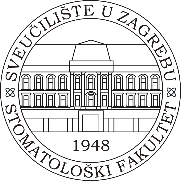 SVEUČILIŠTE U ZAGREBU
STOMATOLOŠKI FAKULTET
1948